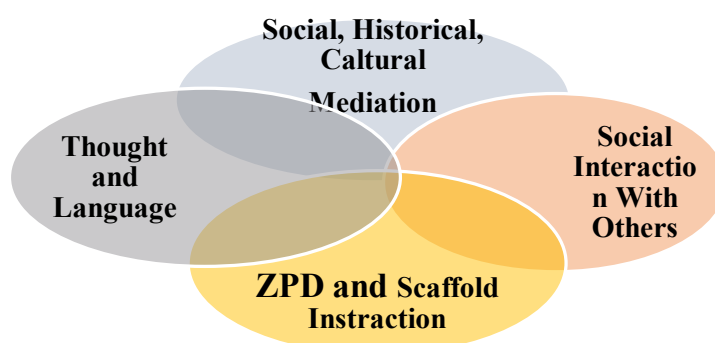 Social, Historical,
Caltural
Mediation
Thought
and
Language
Social
Interactio
n With
Others
ZPD and Scaffold
Instraction